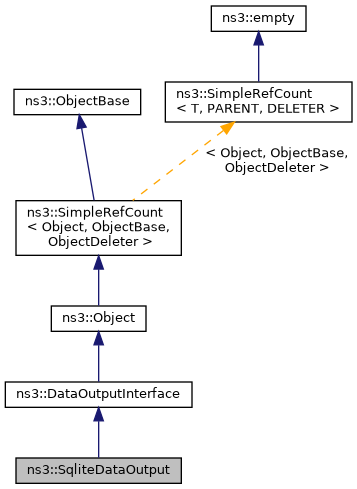 ns3::empty
ns3::ObjectBase
ns3::SimpleRefCount
< T, PARENT, DELETER >
< Object, ObjectBase,
ObjectDeleter >
ns3::SimpleRefCount
< Object, ObjectBase,
ObjectDeleter >
ns3::Object
ns3::DataOutputInterface
ns3::SqliteDataOutput